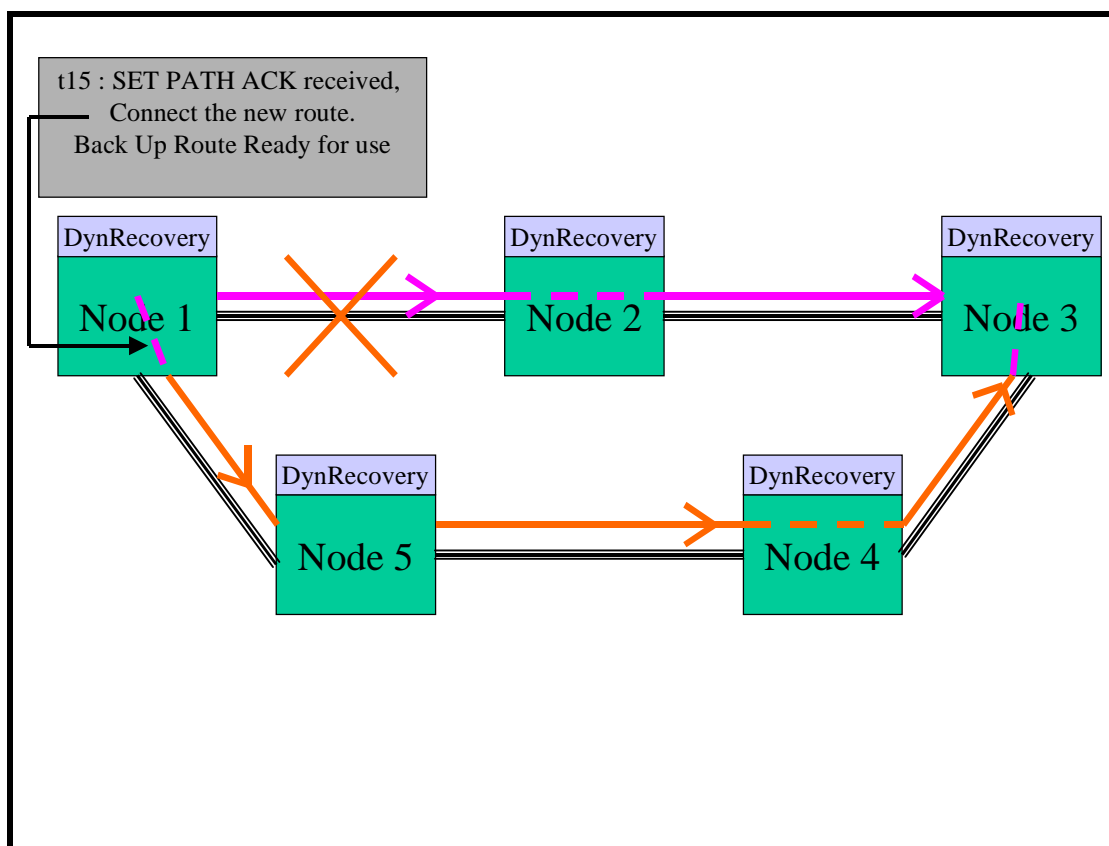 t15 : SET PATH ACK received,
Connect the new route.
Back Up Route Ready for use
DynRecovery
DynRecovery
DynRecovery
Node 1
Node 2
Node 3
DynRecovery
DynRecovery
Node 5
Node 4